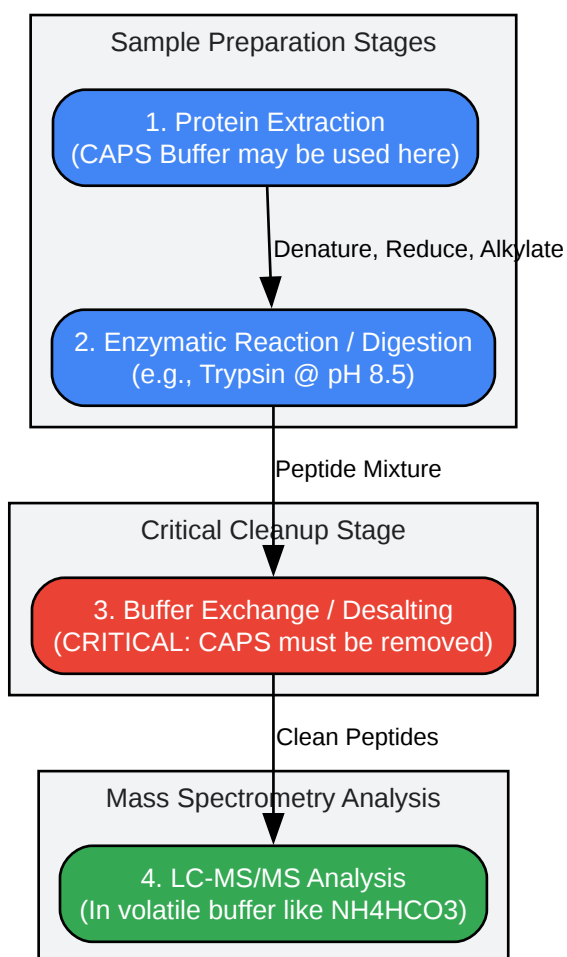 Sample Preparation Stages
1. Protein Extraction
(CAPS Buffer may be used here)
Denature, Reduce, Alkylate
2. Enzymatic Reaction / Digestion
(e.g., Trypsin @ pH 8.5)
Peptide Mixture
Critical Cleanup Stage
3. Buffer Exchange / Desalting
(CRITICAL: CAPS must be removed)
Clean Peptides
Mass Spectrometry Analysis
4. LC-MS/MS Analysis
(In volatile buffer like NH4HCO3)